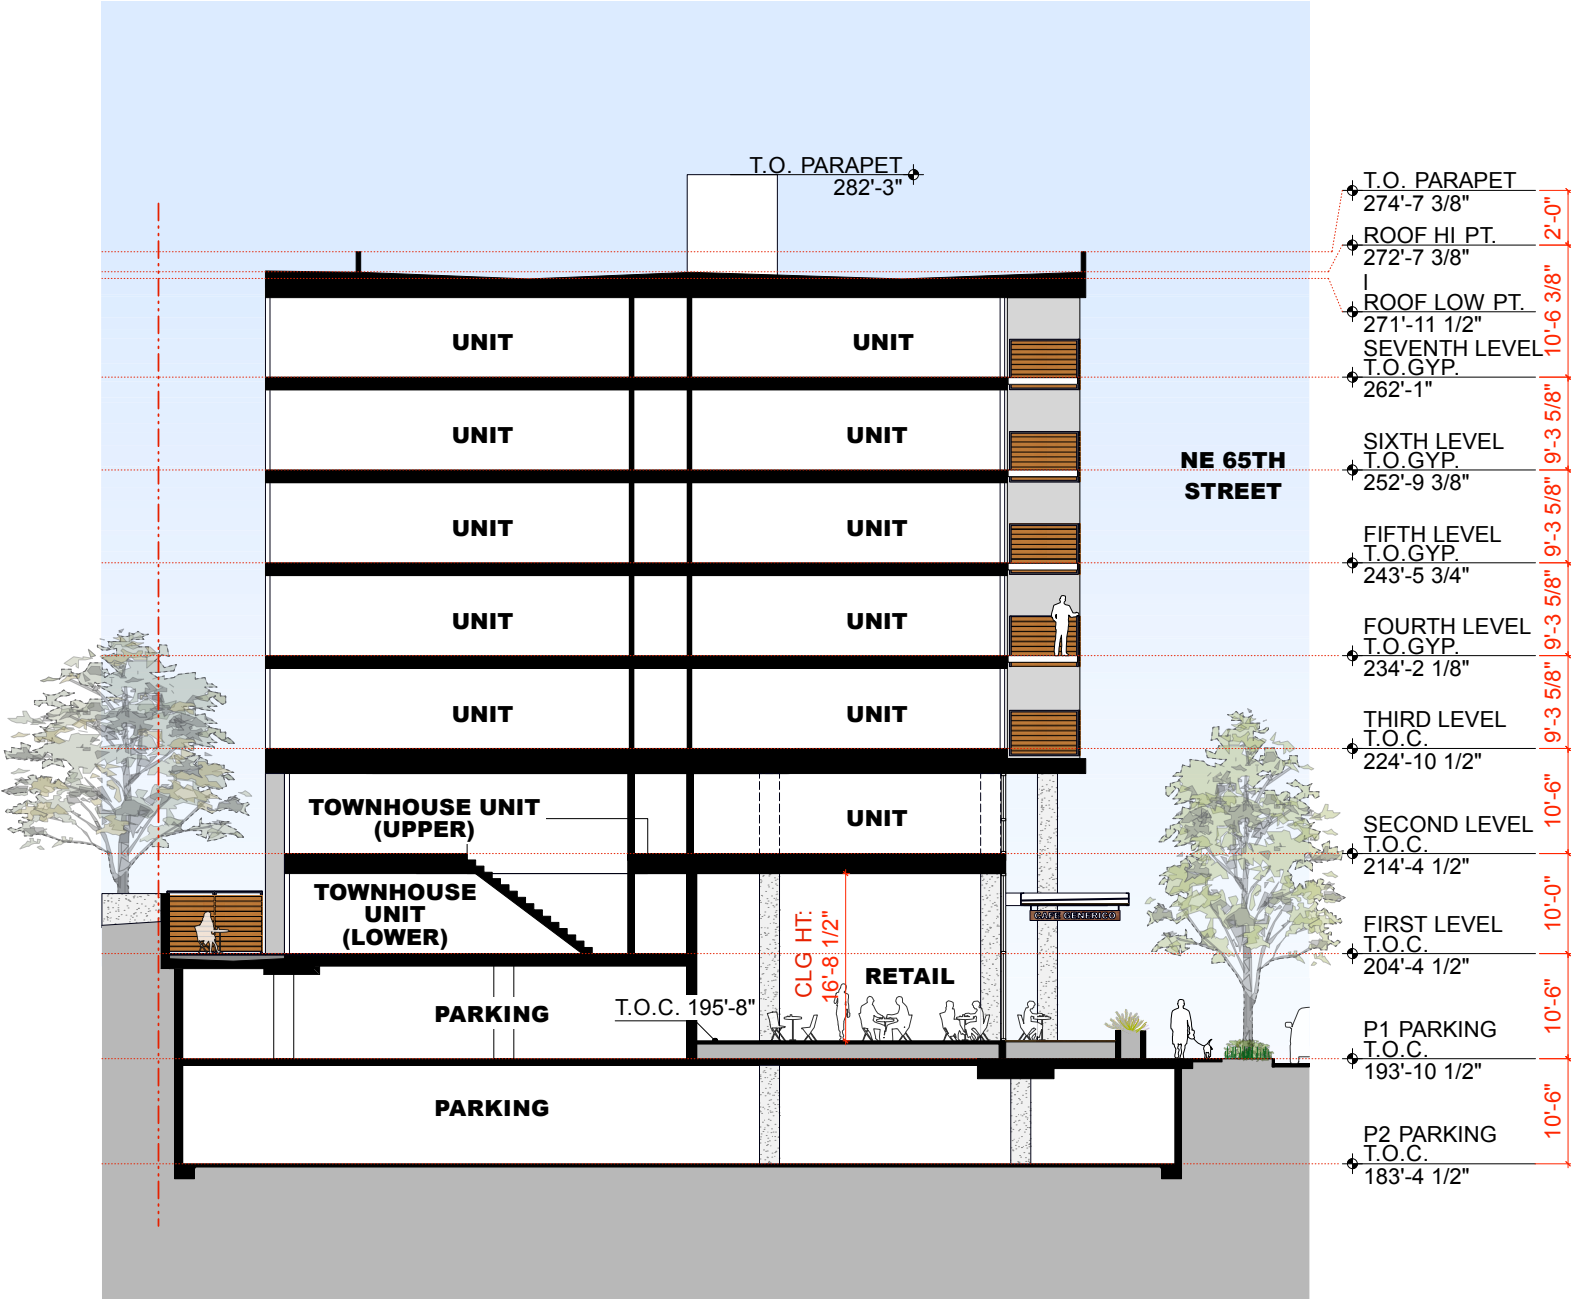 T.O. PARAPET
282'-3"
T.O. PARAPET
274'-7 3/8"
2'-0"
ROOF HI PT.
272'-7 3/8"
I
ROOF LOW PT.
271'-11 1/2"
10'-6 3/8"
SEVENTH LEVEL
T.O.GYP.
262'-1"
9'-3 5/8"
SIXTH LEVEL
T.O.GYP.
252'-9 3/8"
9'-3 5/8"
FIFTH LEVEL
T.O.GYP.
243'-5 3/4"
9'-3 5/8"
FOURTH LEVEL
T.O.GYP.
234'-2 1/8"
9'-3 5/8"
THIRD LEVEL
T.O.C.
224'-10 1/2"
10'-6"
SECOND LEVEL
T.O.C.
214'-4 1/2"
10'-0"
FIRST LEVEL
T.O.C.
204'-4 1/2"
10'-6"
P1 PARKING
T.O.C.
193'-10 1/2"
10'-6"
P2 PARKING
T.O.C.
183'-4 1/2"
NE 65TH
STREET
UNIT
UNIT
UNIT
UNIT
UNIT
UNIT
UNIT
UNIT
UNIT
UNIT
TOWNHOUSE UNIT
(UPPER)
UNIT
TOWNHOUSE
UNIT
(LOWER)
CLG HT:
16'-8 1/2"
CAFE GENERICO
RETAIL
PARKING
T.O.C. 195'-8"
PARKING